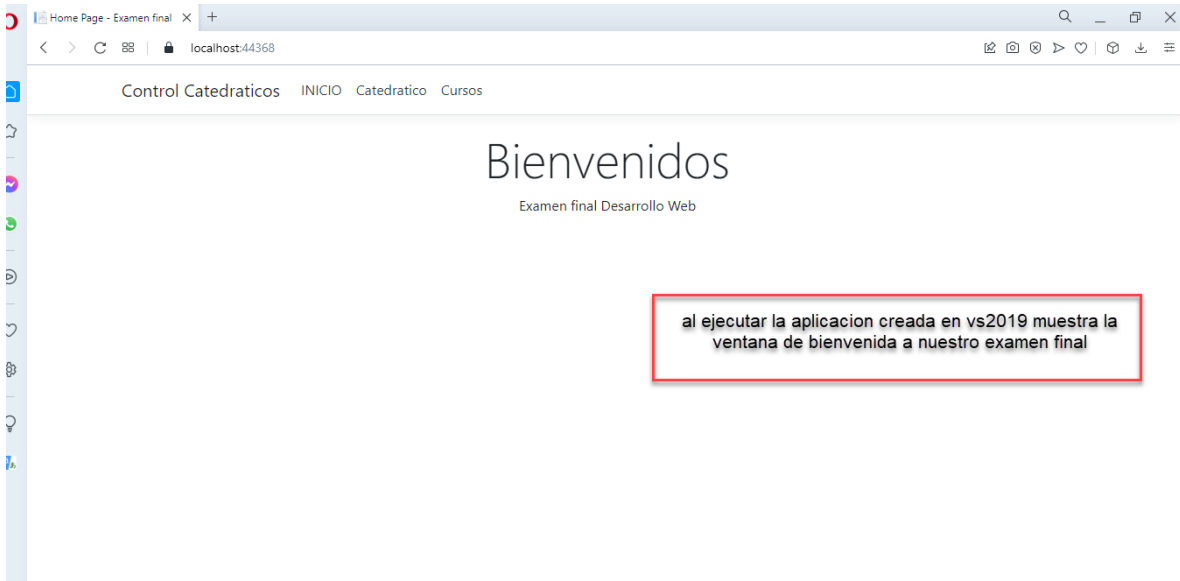 Home Page - Examen final
localhost:44368
Control Catedraticos INICIO Catedratico Cursos
Bienvenidos
Examen final Desarrollo Web
al ejecutar la aplicacion creada en vs2019 muestra la
ventana de bienvenida a nuestro examen final